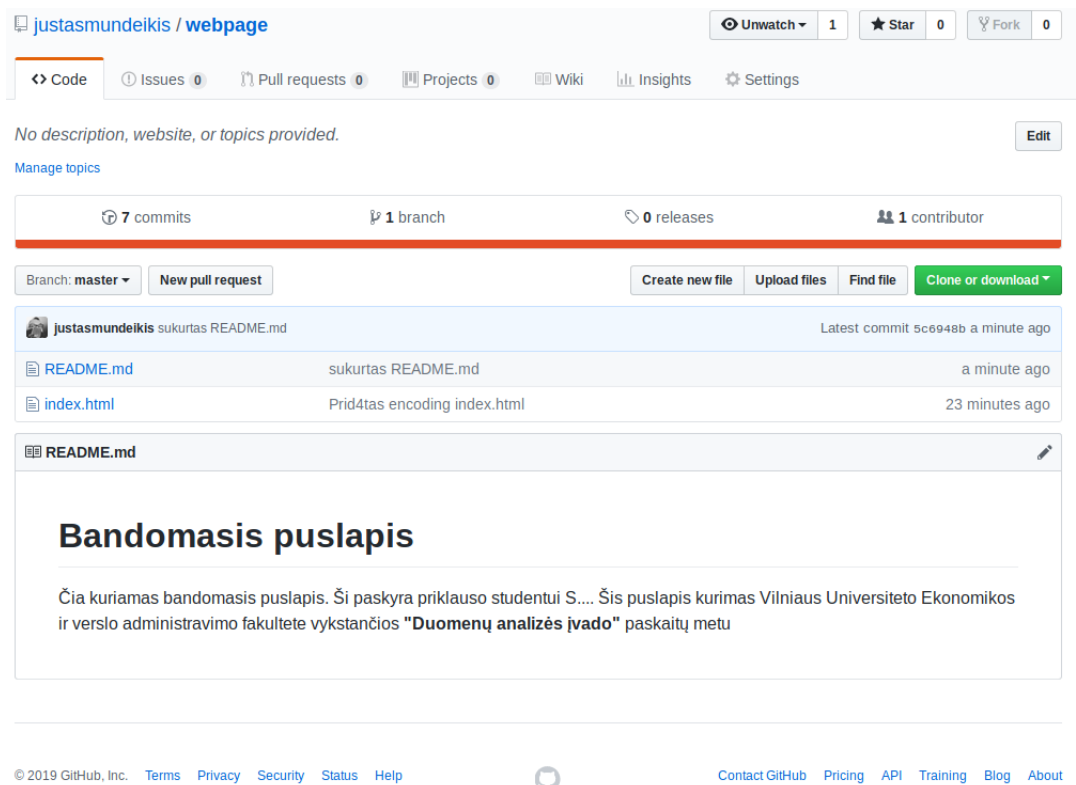 justasmundeikis / webpage
Unwatch 1 Star 0 Fork 0
Code Issues 0 Pull requests 0 Projects 0 Wiki Insights Settings
No description, website, or topics provided. Edit
Manage topics
7 commits 1 branch 0 releases 1 contributor
Branch: master New pull request Create new file Upload files Find file Clone or download
justasmundeikis sukurtas README.md Latest commit 5c6948b a minute ago
README.md sukurtas README.md a minute ago
index.html Prid4tas encoding index.html 23 minutes ago
README.md
Bandomasis puslapis
Čia kuriamas bandomasis puslapis. Ši paskyra priklauso studentui S.... Šis puslapis kurimas Vilniaus Universiteto Ekonomikos
ir verslo administravimo fakultete vykstančios "Duomenų analizės įvado" paskaitų metu
© 2019 GitHub, Inc. Terms Privacy Security Status Help Contact GitHub Pricing API Training Blog About